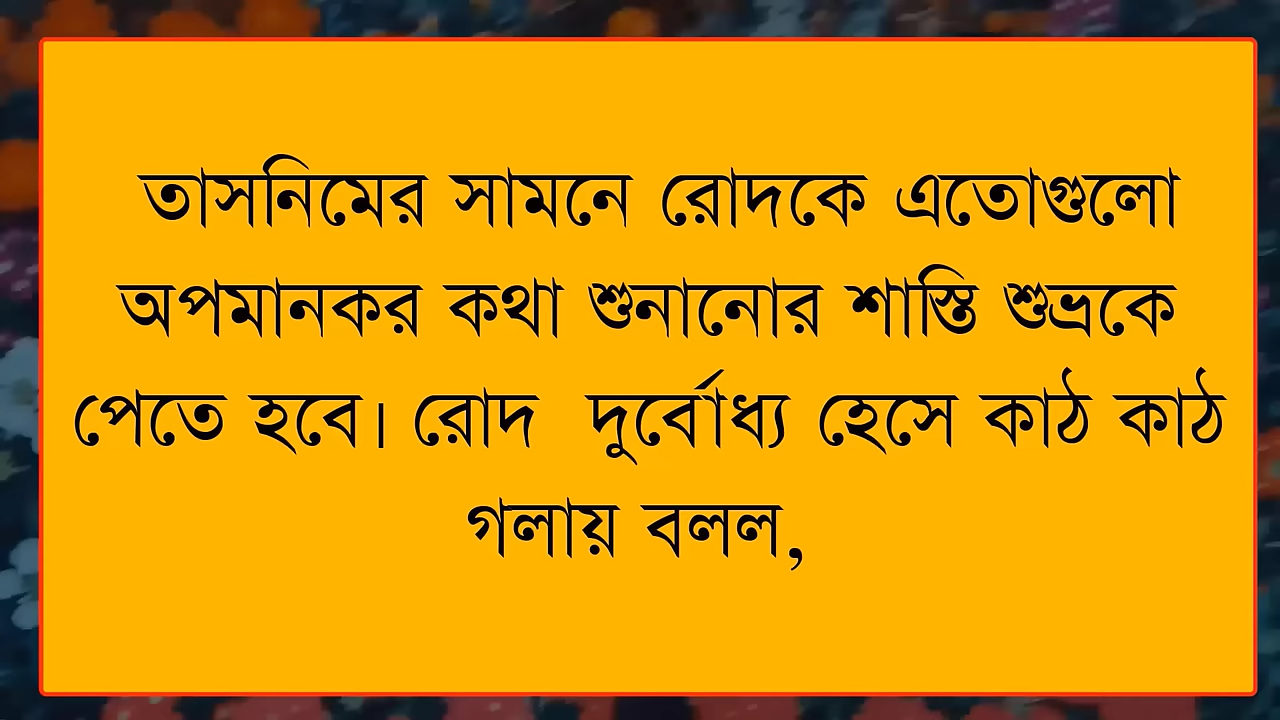 তাসনিমের সামনে রোদকে এতোগুলো
অপমানকর কথা শুনানোর শাস্তি শুভ্রকে
পেতে হবে। রোদ দুর্বোধ্য হেসে কাঠ কাঠ
গলায় বলল,